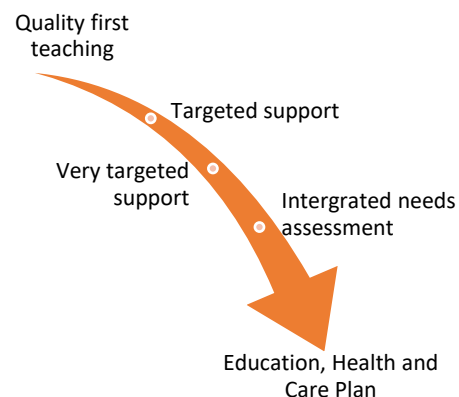 Quality first
teaching
Targeted support
Very targeted
support
Intergrated needs
assessment
Education, Health and
Care Plan